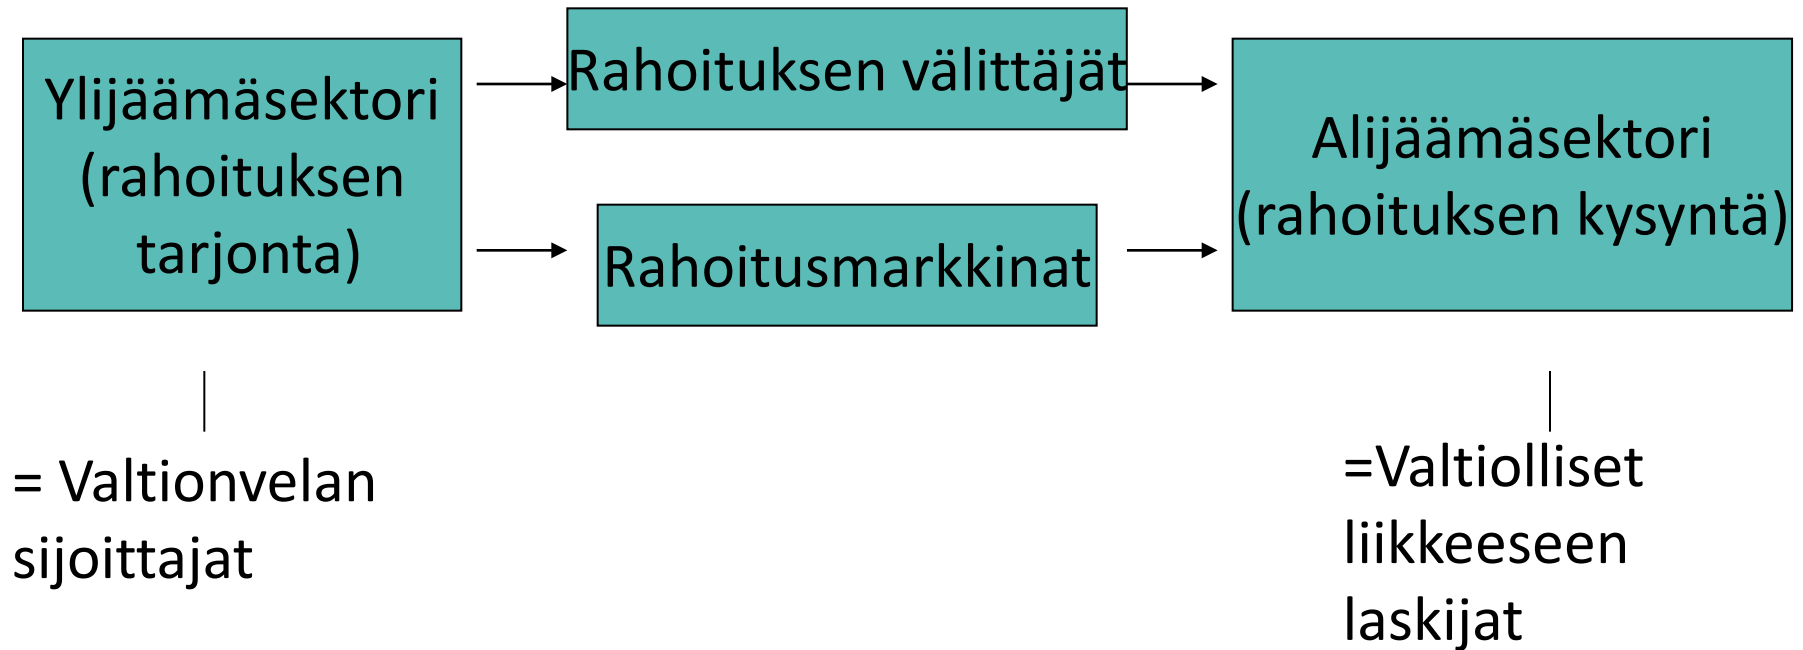 Ylijäämäsektori
(rahoituksen
tarjonta)
Rahoituksen välittäjät
Rahoitusmarkkinat
Alijäämäsektori
(rahoituksen kysyntä)
= Valtionvelan
sijoittajat
=Valtiolliset
liikkeeseen
laskijat